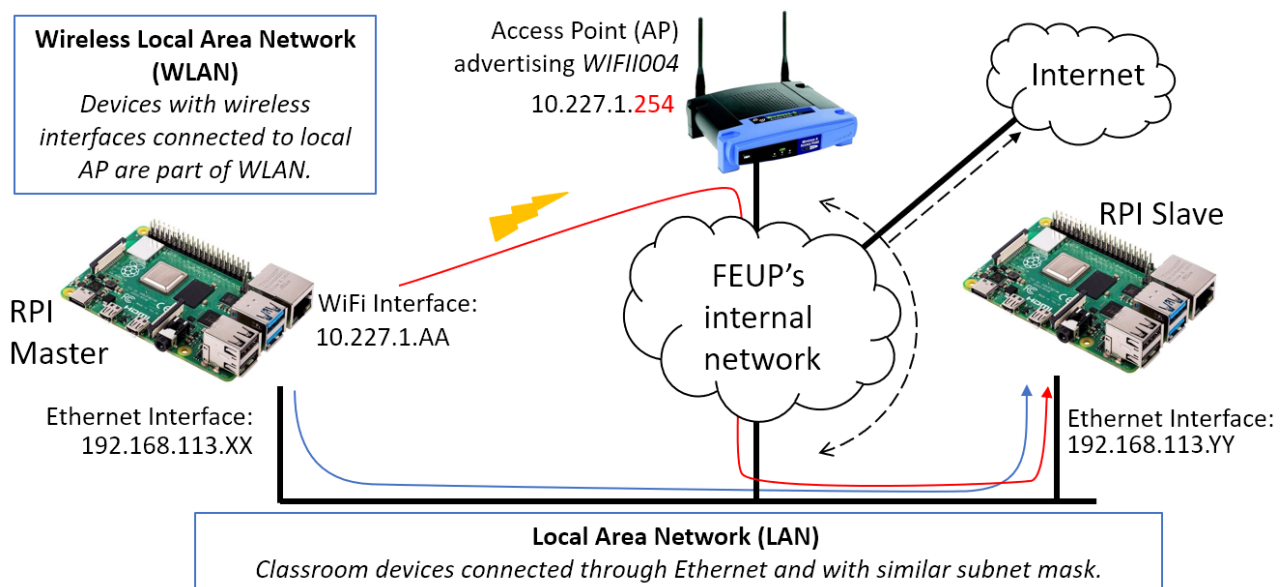 Wireless Local Area Network
(WLAN)
Devices with wireless
interfaces connected to local
AP are part of WLAN.
Access Point (AP)
advertising WIFII004
10.227.1.254
Internet
RPI Slave
RPI
Master
WiFi Interface:
10.227.1.AA
FEUP's
internal
network
Ethernet Interface:
192.168.113.XX
Ethernet Interface:
192.168.113.YY
Local Area Network (LAN)
Classroom devices connected through Ethernet and with similar subnet mask.